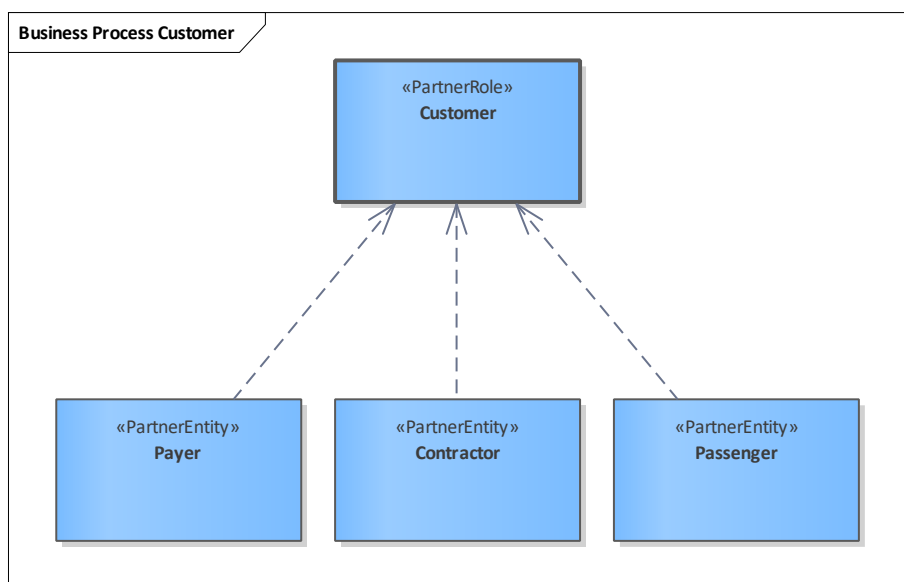 Business Process Customer
«PartnerRole»
Customer
«PartnerEntity»
Payer
«PartnerEntity»
Contractor
«PartnerEntity»
Passenger